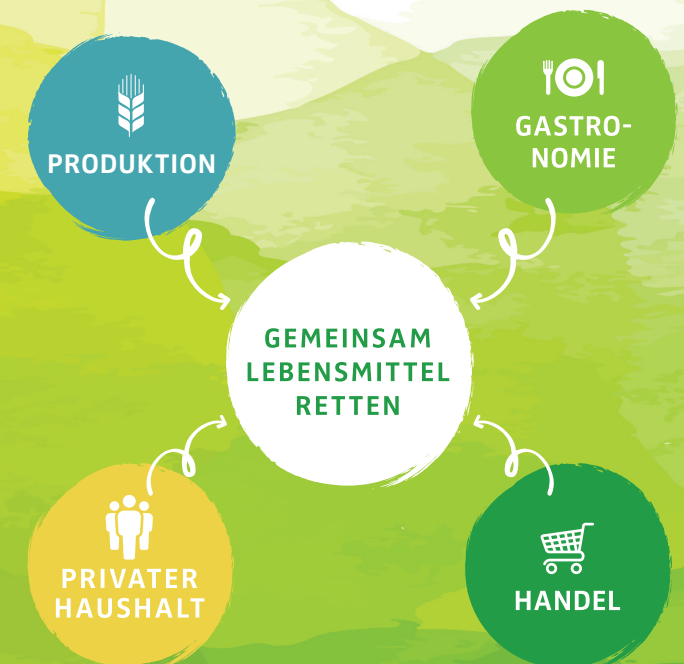 PRODUKTION
GASTRO-
NOMIE
GEMEINSAM
LEBENSMITTEL
RETTEN
PRIVATER
HAUSHALT
HANDEL